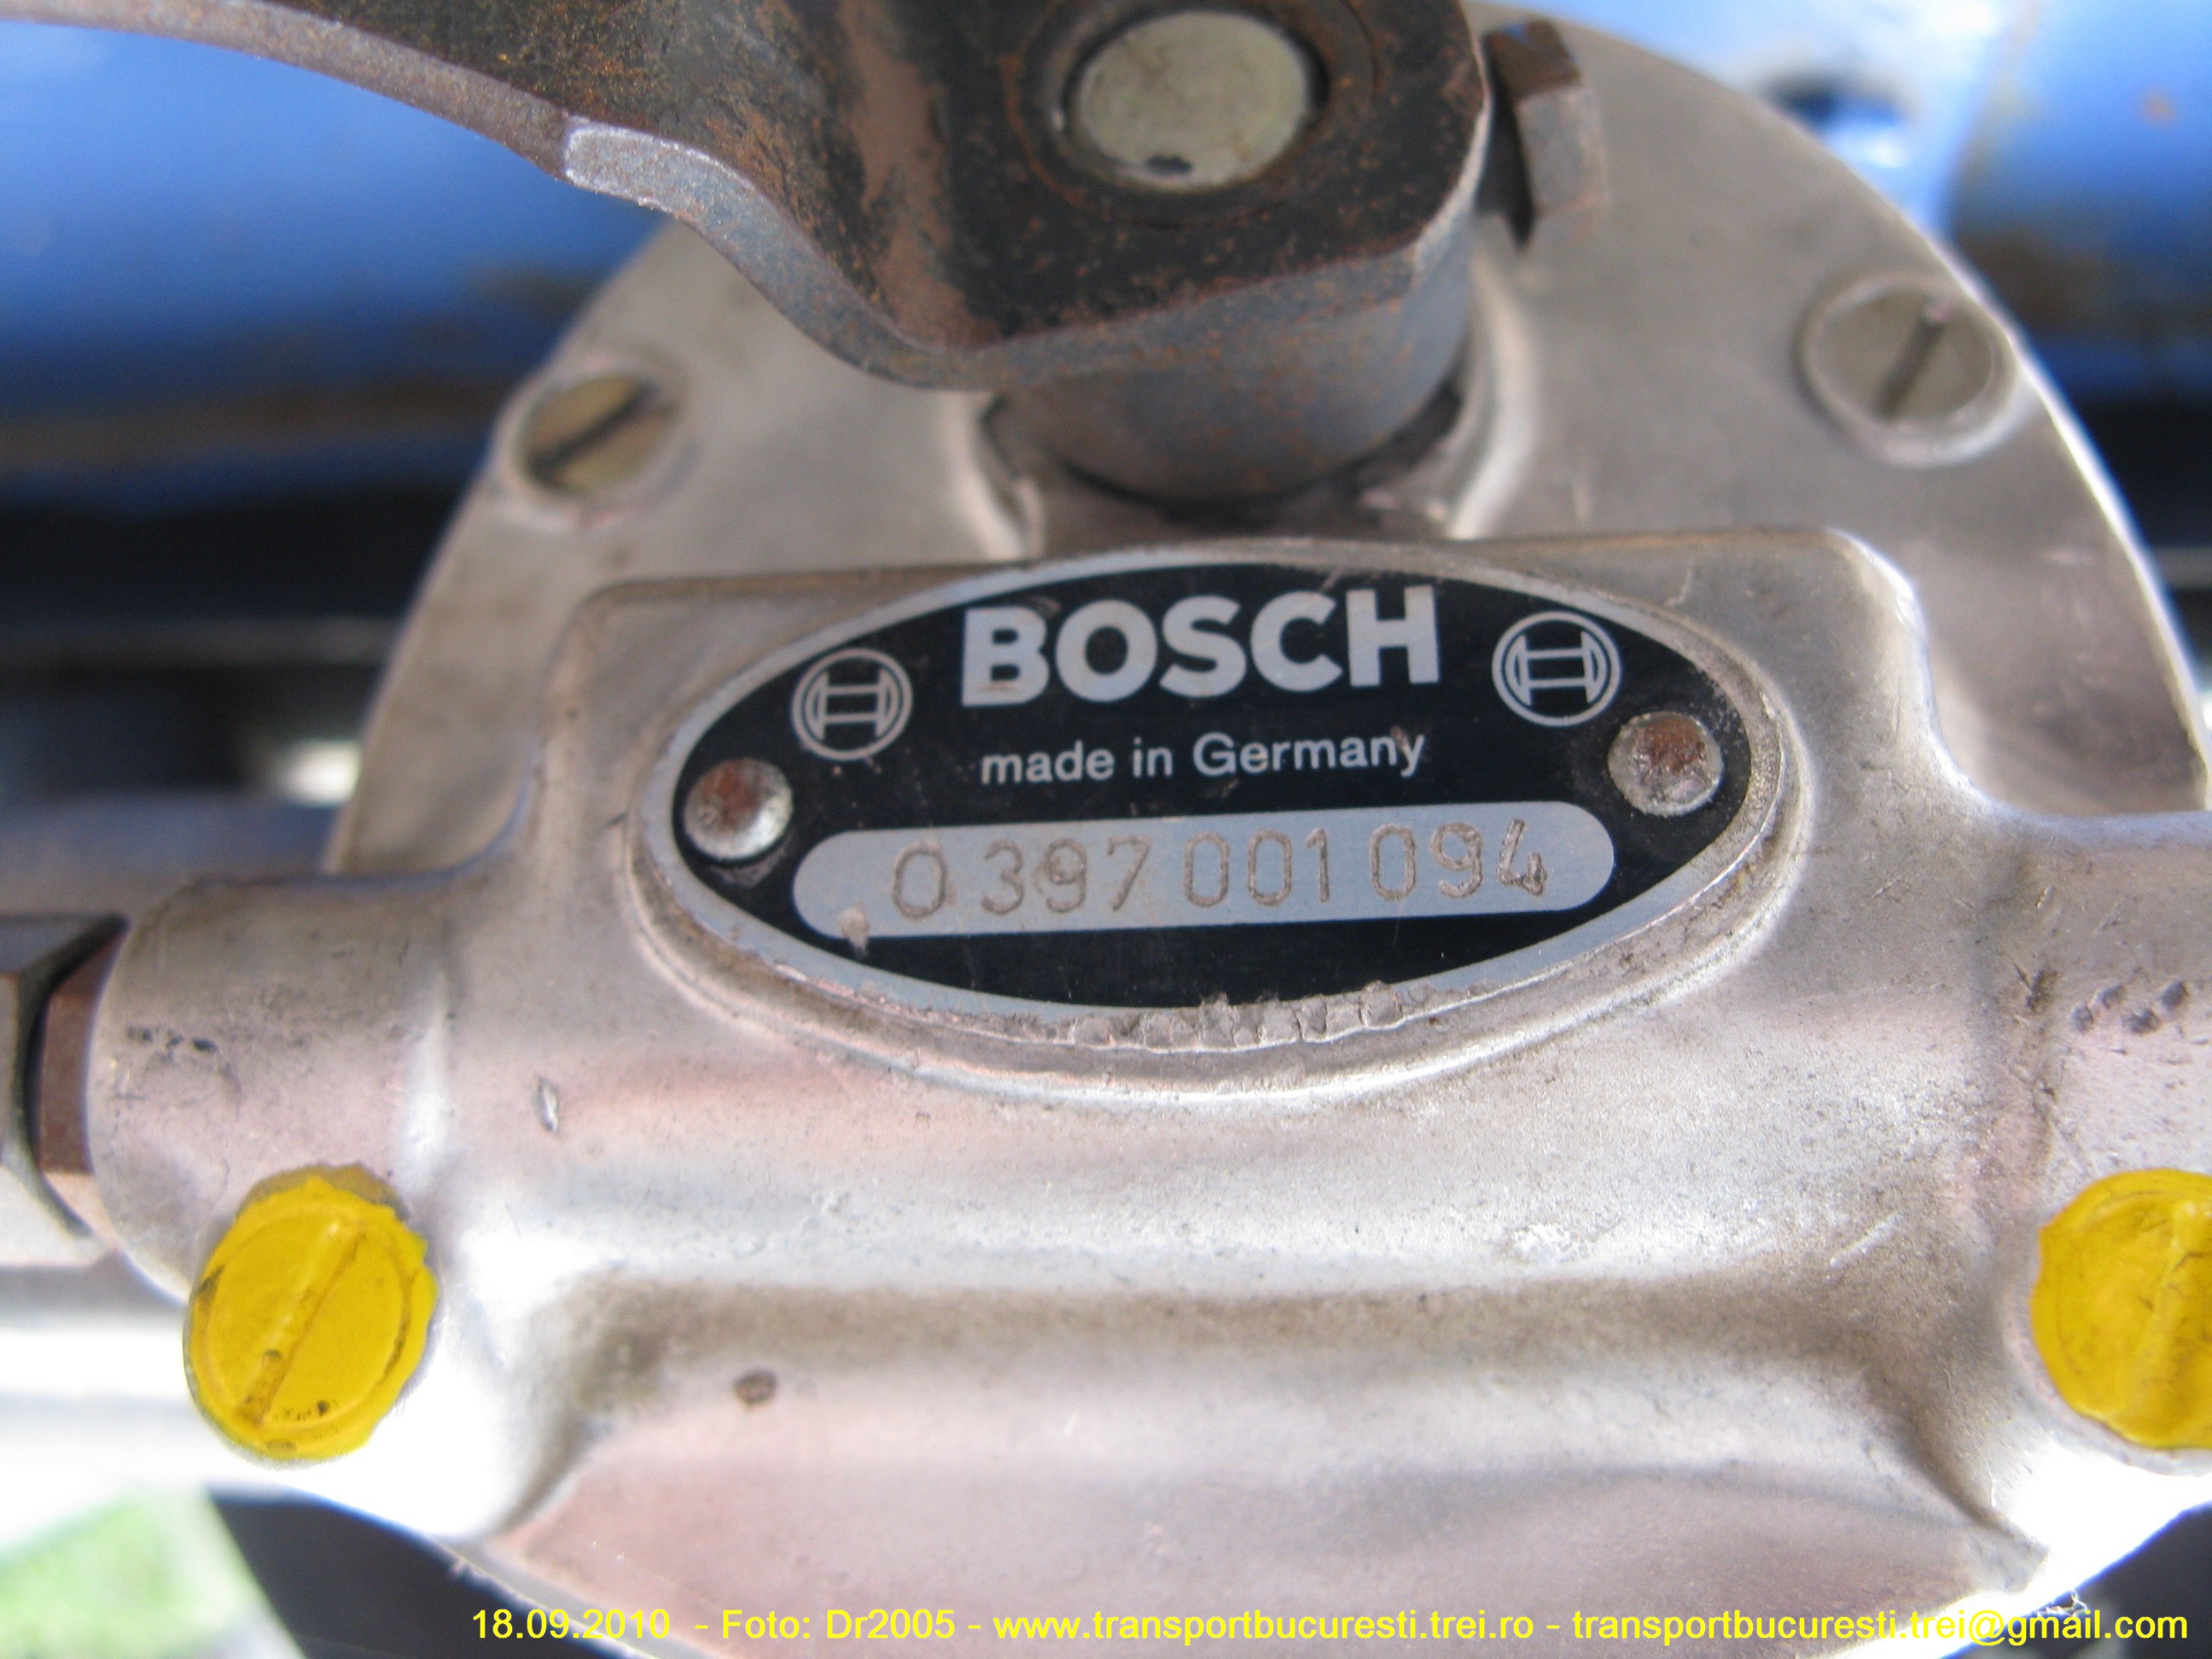 BOSCH
made in Germany
0 397 001 094
18.09.2010 - Foto: Dr2005 - www.transportbucuresti.trei.ro - transportbucuresti.trei@gmail.com